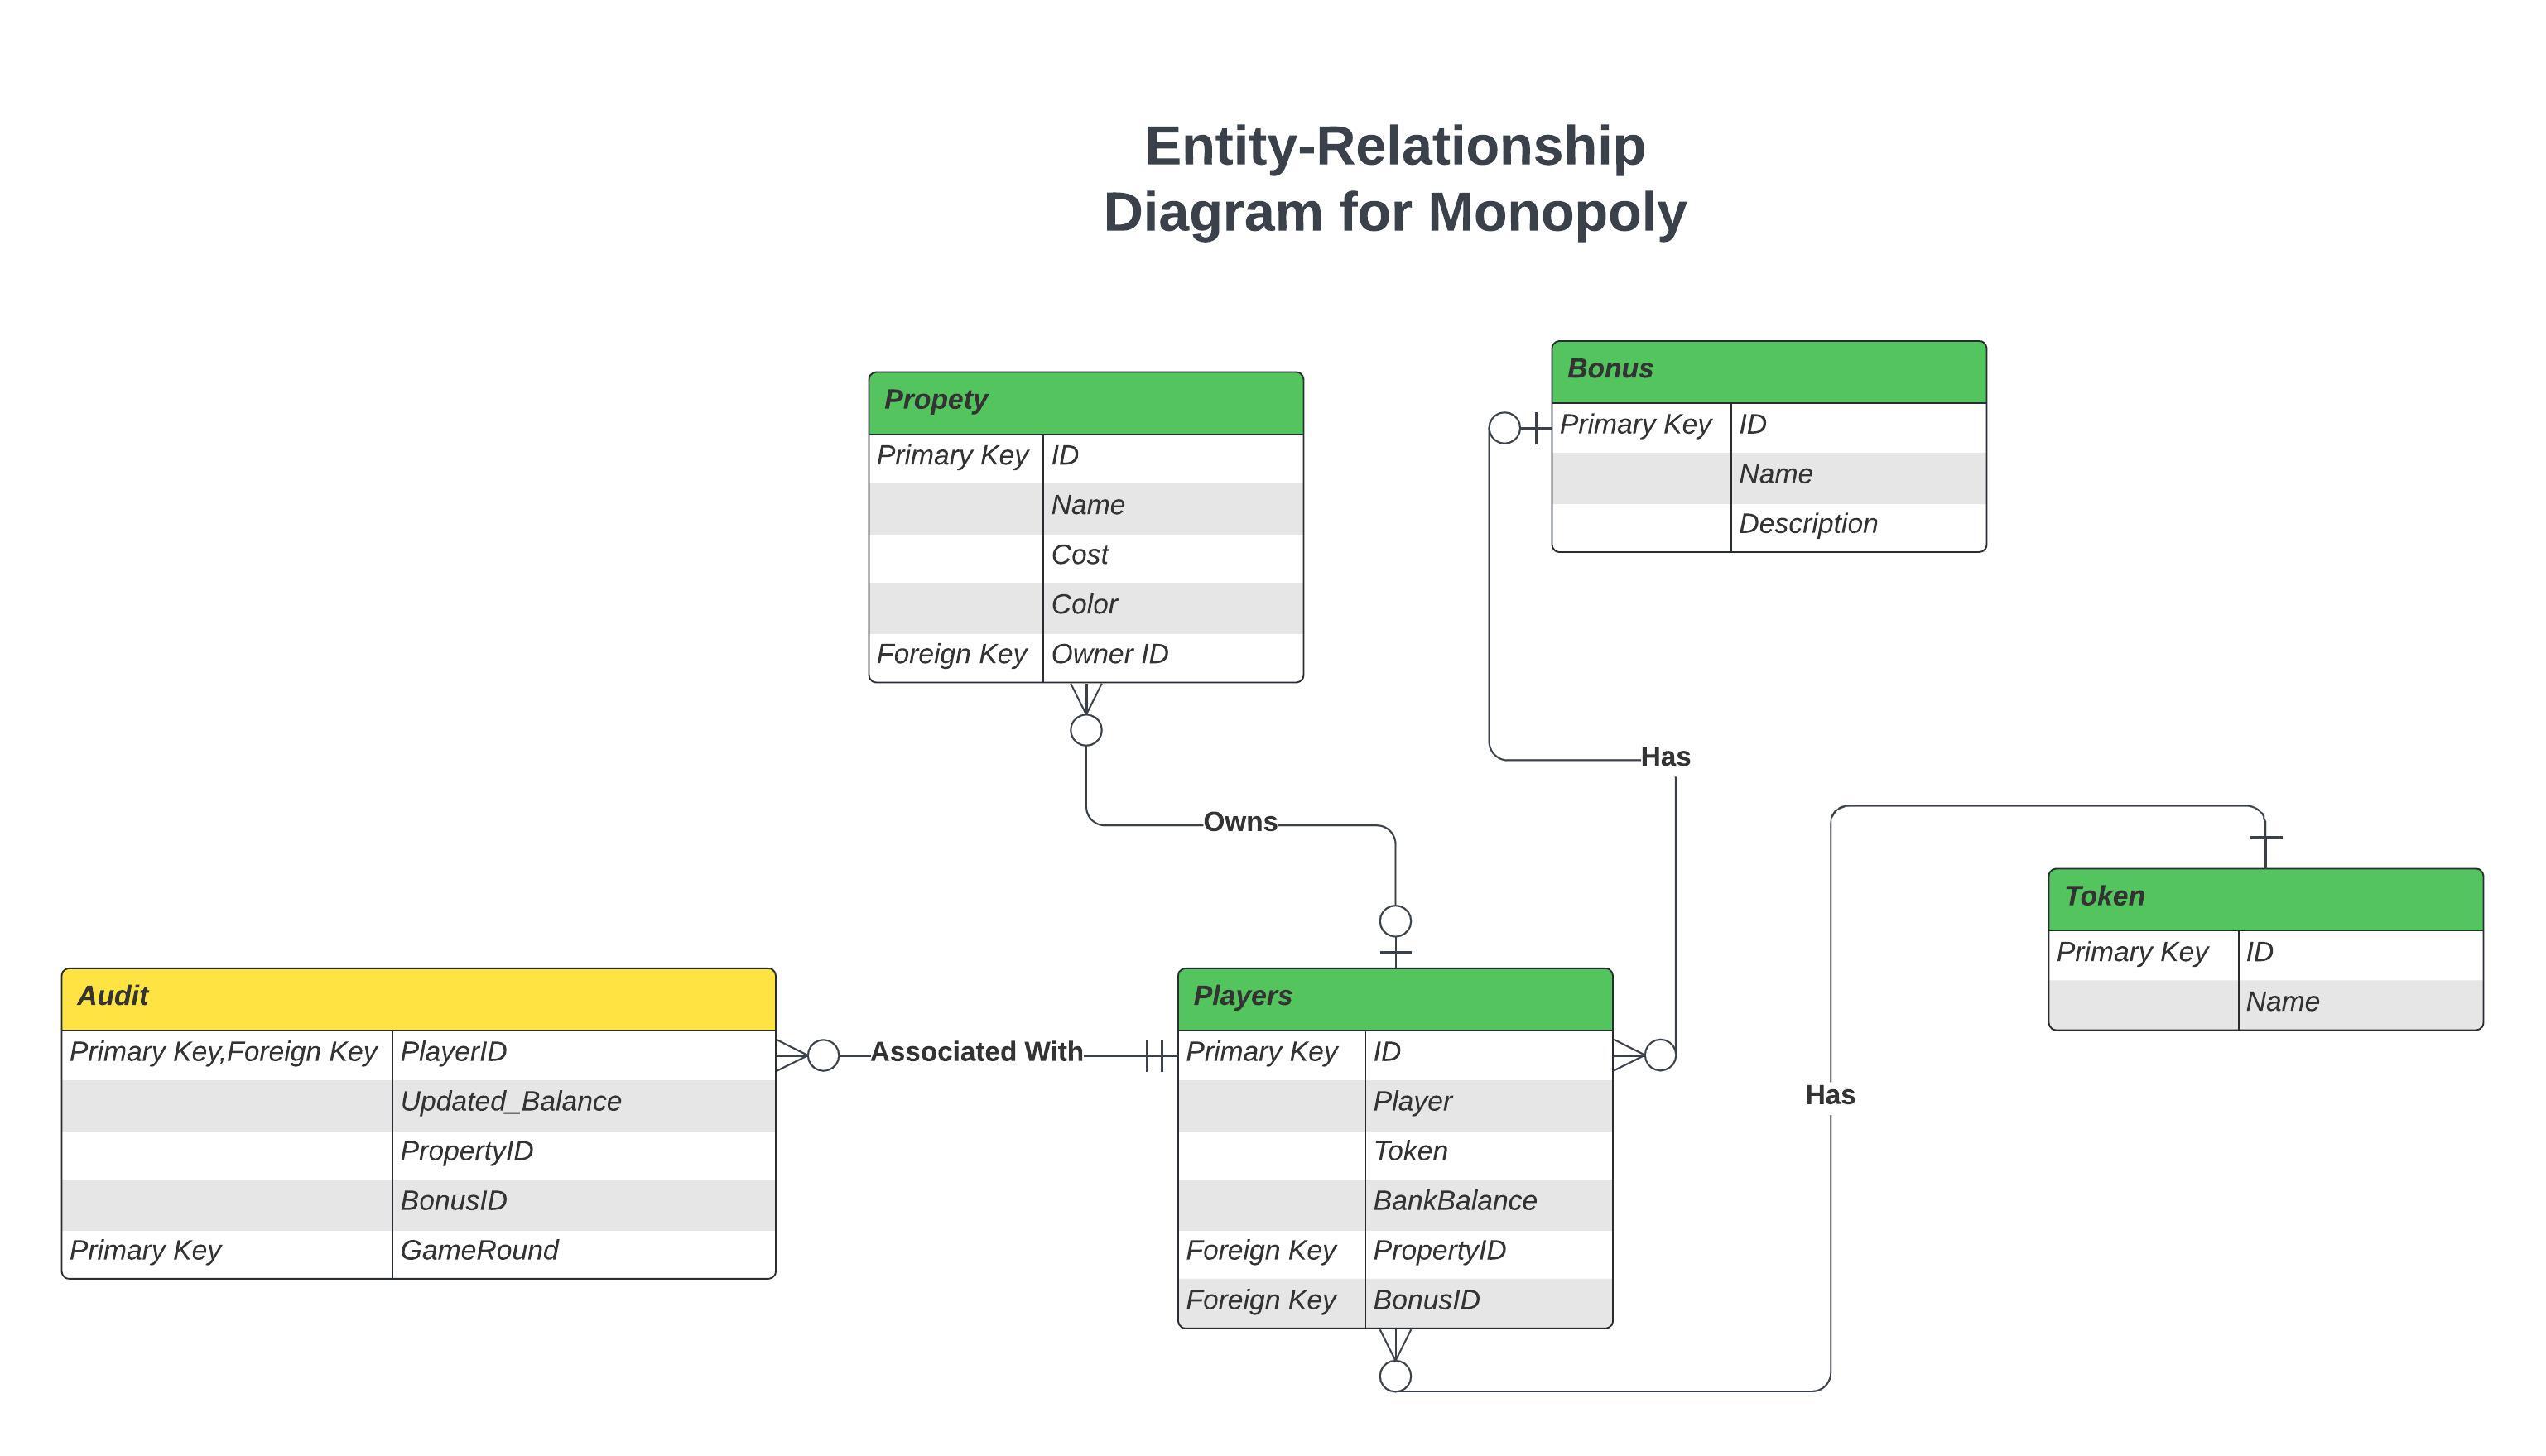 Entity-Relationship
Diagram for Monopoly
Bonus
Primary Key ID
Name
Description
Propety
Primary Key ID
Name
Cost
Color
Foreign Key Owner ID
Has
Owns
Token
Primary Key ID
Name
Audit
Primary Key,Foreign Key PlayerID
Updated_Balance
PropertyID
BonusID
Primary Key GameRound
Associated With
Players
Primary Key ID
Player
Token
BankBalance
Foreign Key PropertyID
Foreign Key BonusID
Has